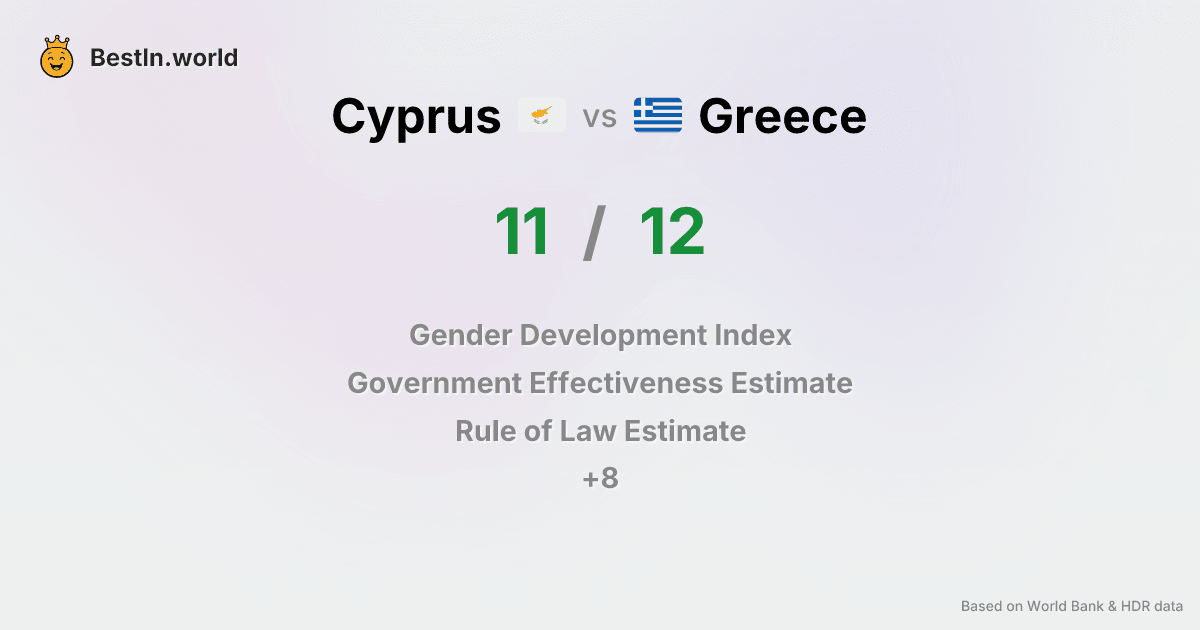 BestIn.world
Cyprus vs Greece
11 / 12
Gender Development Index
Government Effectiveness Estimate
Rule of Law Estimate
+8
Based on World Bank & HDR data